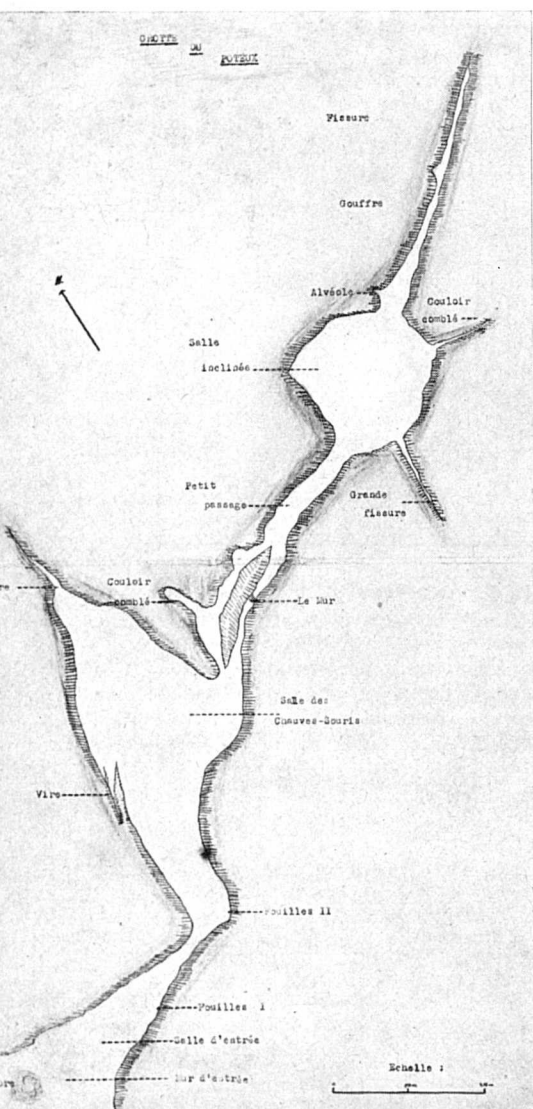 GROTTE
DU
POTEUX
Fissure
Gouffre
Alvéole
Couloir
comblé
Salle
inclinée
Petit
passage
Grande
fissure
Couloir
comblé
Le Mur
Salle des
Chauves-Souris
Vire
Fouilles II
Fouilles I
Salle d'entrée
Mur d'entrée
Echelle :